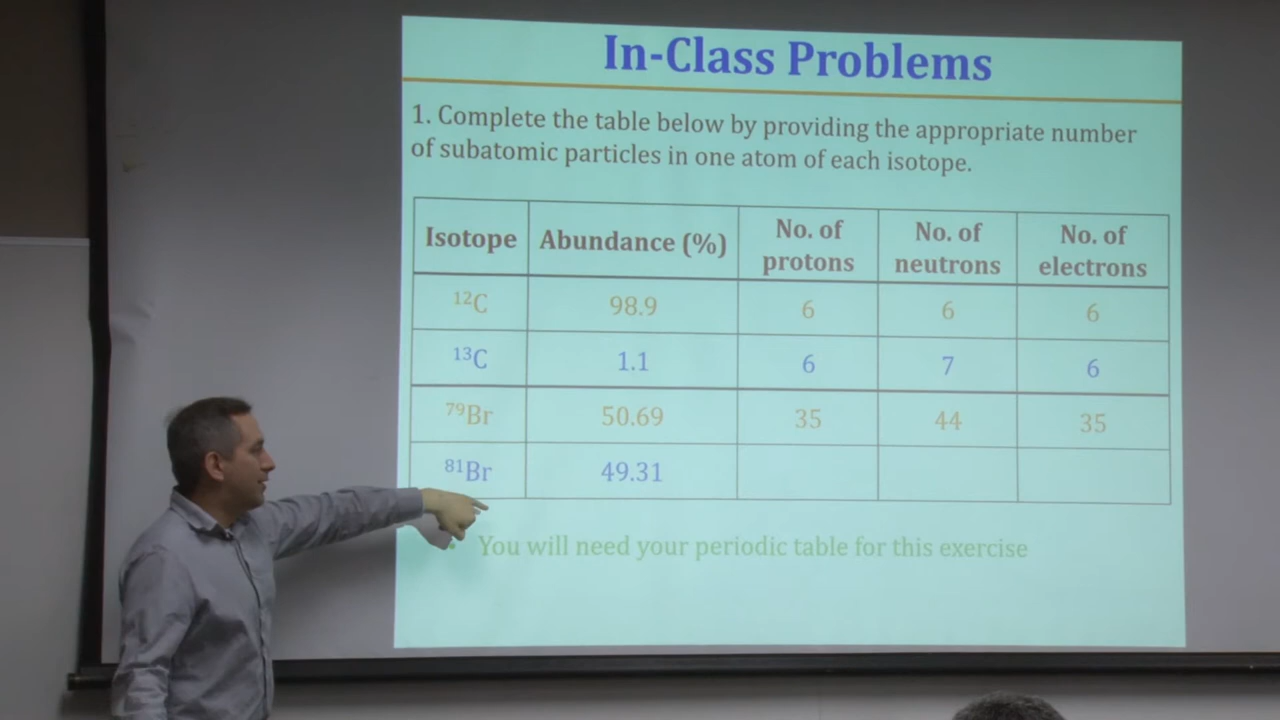 In-Class Problems
1. Complete the table below by providing the appropriate number
of subatomic particles in one atom of each isotope.
Isotope Abundance (%) No. of protons No. of neutrons No. of electrons
¹²C 98.9 6 6 6
¹³C 1.1 6 7 6
⁷⁹Br 50.69 35 44 35
⁸¹Br 49.31
• You will need your periodic table for this exercise